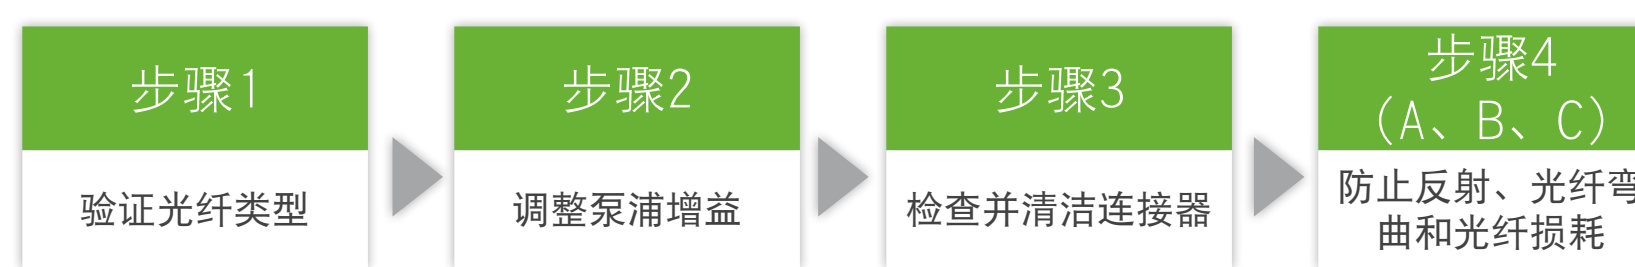 步骤1
验证光纤类型
步骤2
调整泵浦增益
步骤3
检查并清洁连接器
步骤4
（A、B、C）
防止反射、光纤弯
曲和光纤损耗